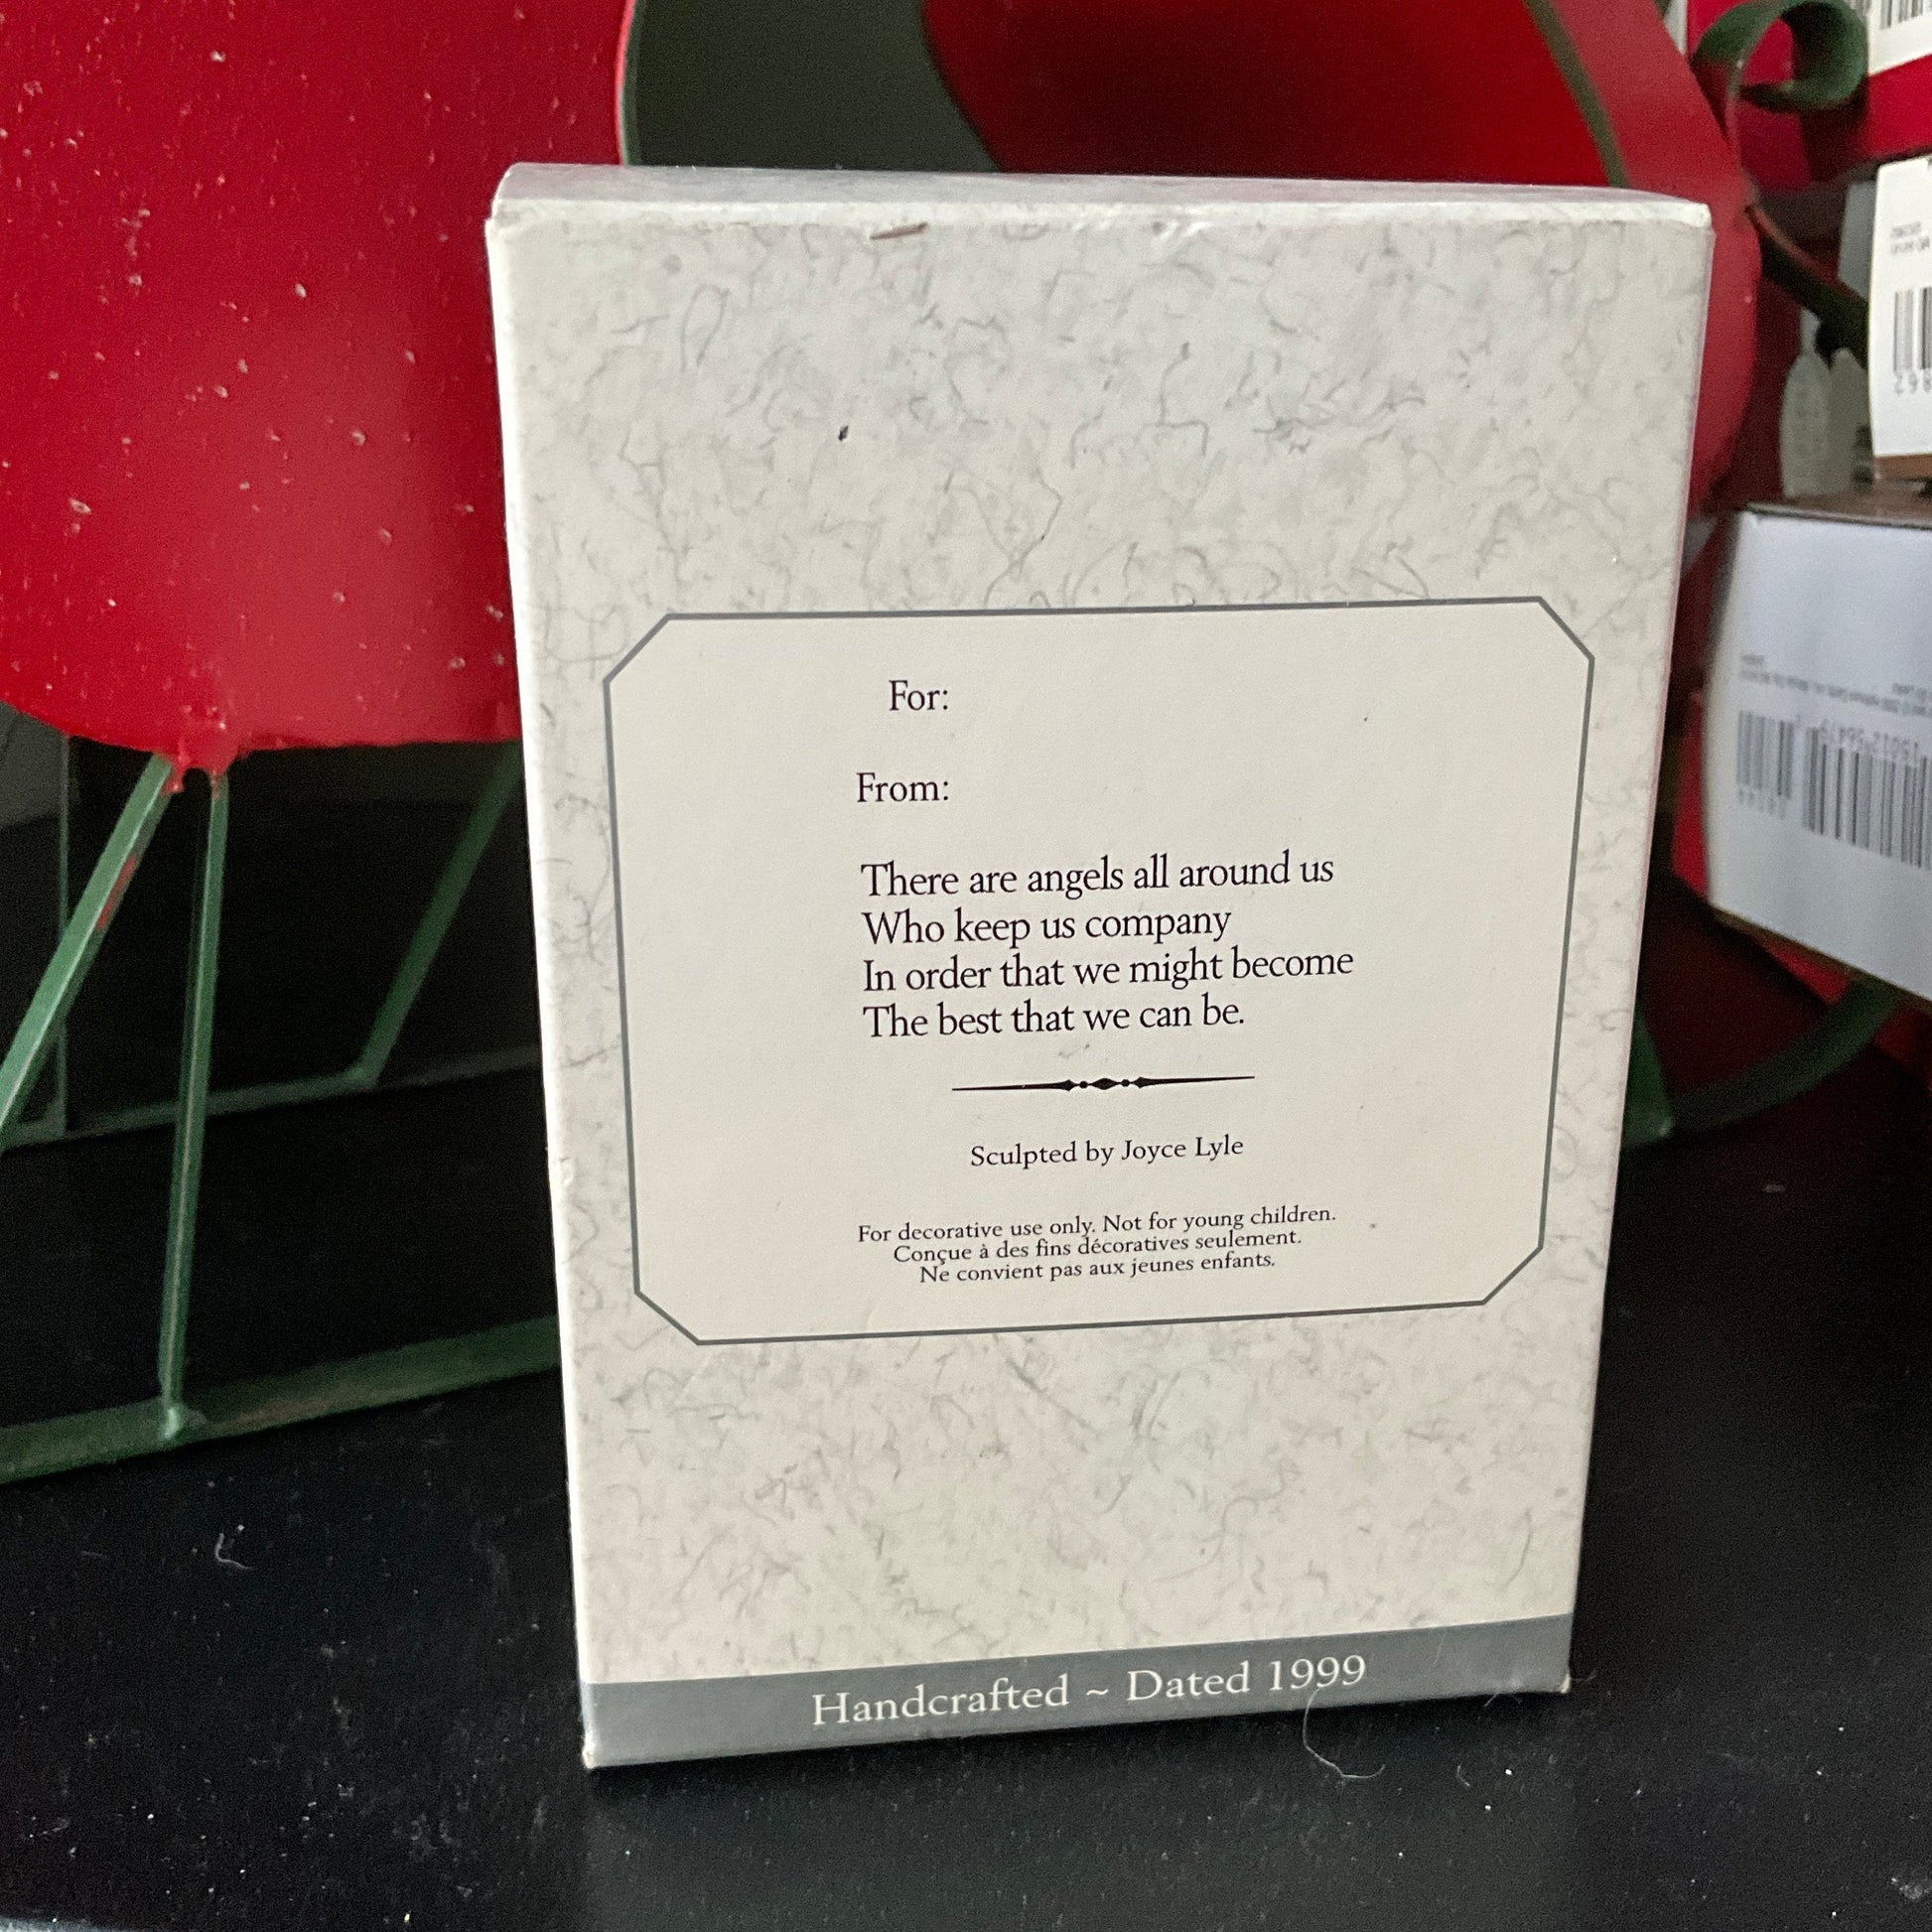 For:
From:
There are angels all around us
Who keep us company
In order that we might become
The best that we can be.
Sculpted by Joyce Lyle
For decorative use only. Not for young children.
Conçue à des fins décoratives seulement.
Ne convient pas aux jeunes enfants.
Handcrafted ~ Dated 1999